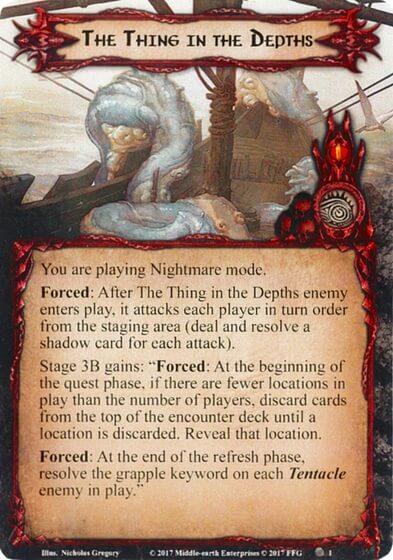 The Thing in the Depths
You are playing Nightmare mode.
Forced: After The Thing in the Depths enemy
enters play, it attacks each player in turn order
from the staging area (deal and resolve a
shadow card for each attack).
Stage 3B gains: “Forced: At the beginning of
the quest phase, if there are fewer locations in
play than the number of players, discard cards
from the top of the encounter deck until a
location is discarded. Reveal that location.
Forced: At the end of the refresh phase,
resolve the grapple keyword on each Tentacle
enemy in play.”
Illus. Nicholas Gregory © 2017 Middle-earth Enterprises © 2017 FFG 1